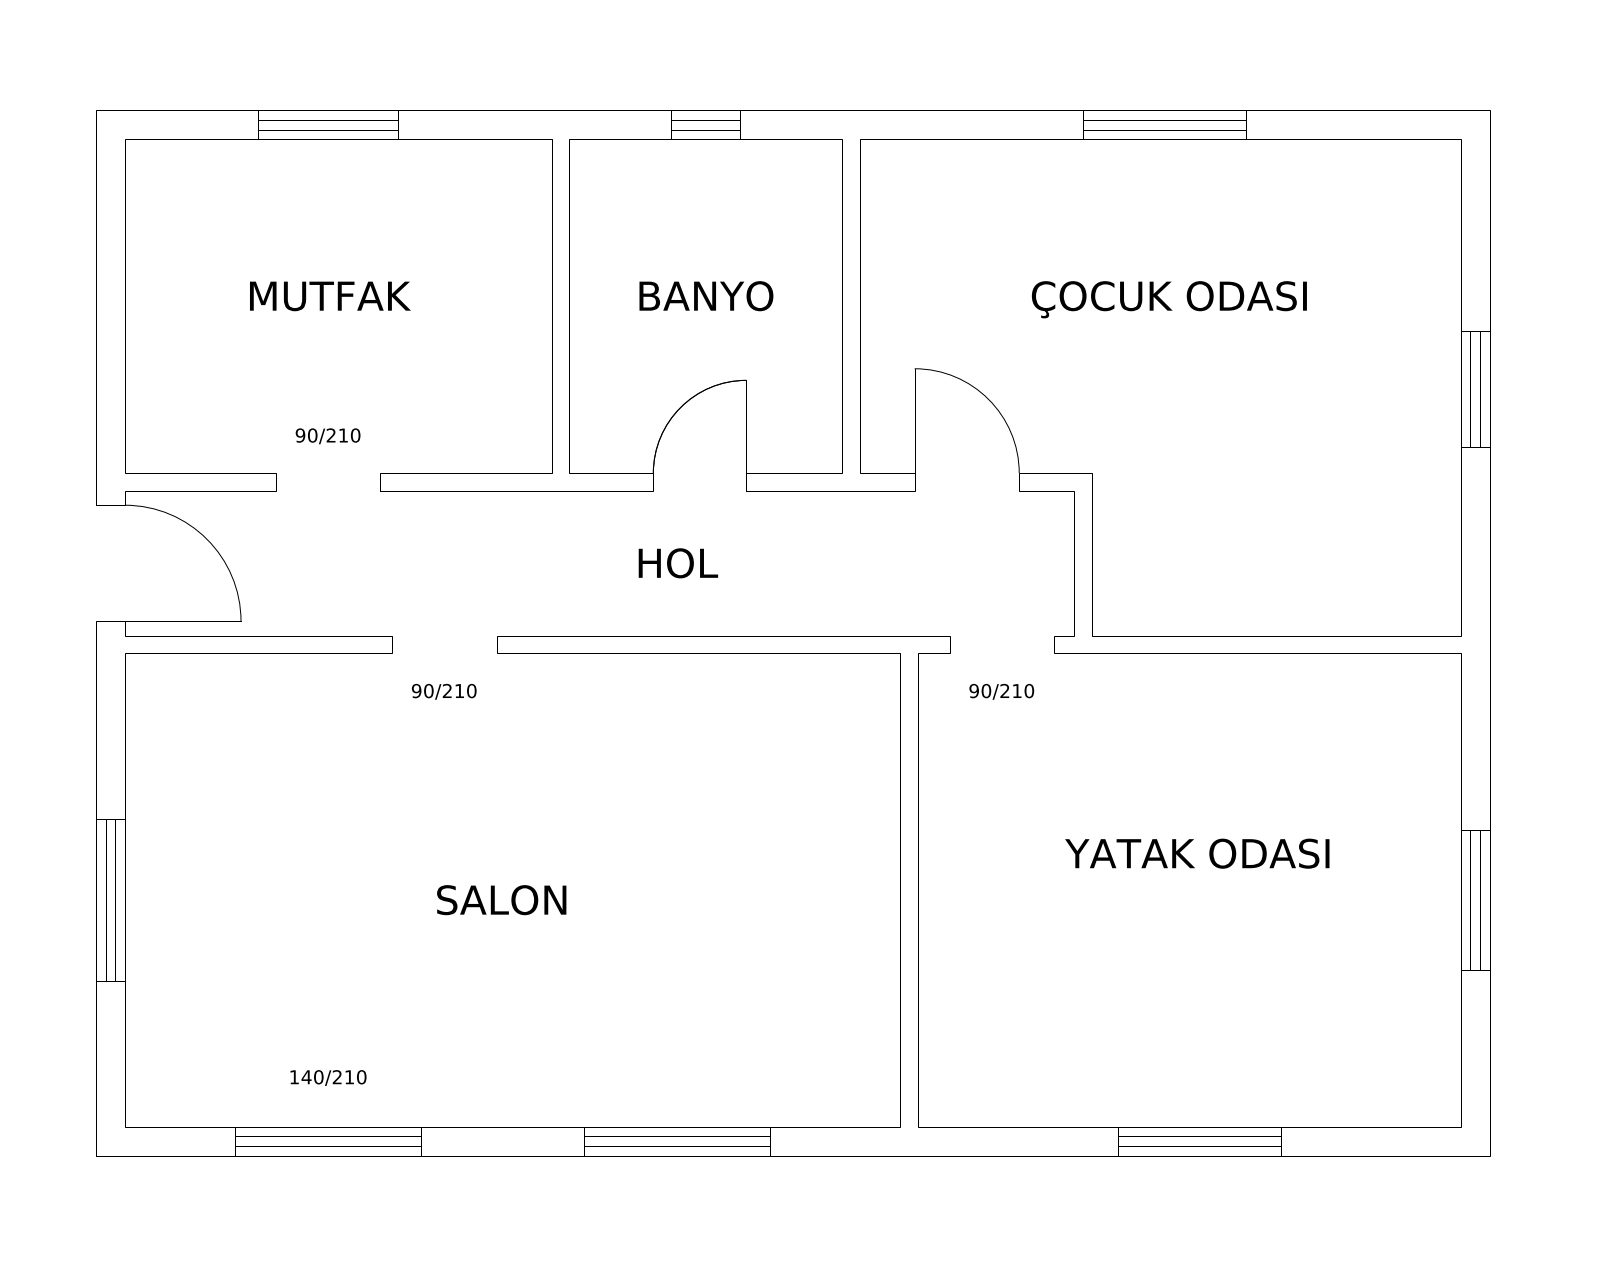 MUTFAK
BANYO
ÇOCUK ODASI
90/210
HOL
90/210
90/210
YATAK ODASI
SALON
140/210